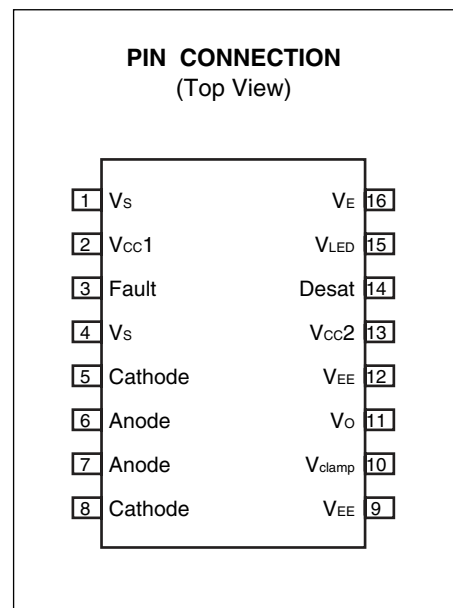 PIN CONNECTION
(Top View)
1 VS VE 16
2 VCC1 VLED 15
3 Fault Desat 14
4 VS VCC2 13
5 Cathode VEE 12
6 Anode VO 11
7 Anode Vclamp 10
8 Cathode VEE 9